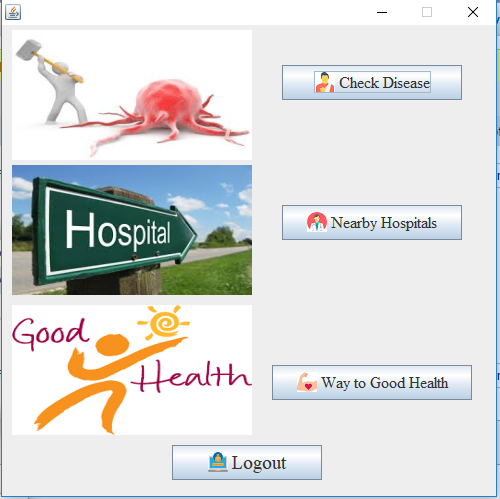 Check Disease
Hospital
Nearby Hospitals
Good
Health
Way to Good Health
Logout